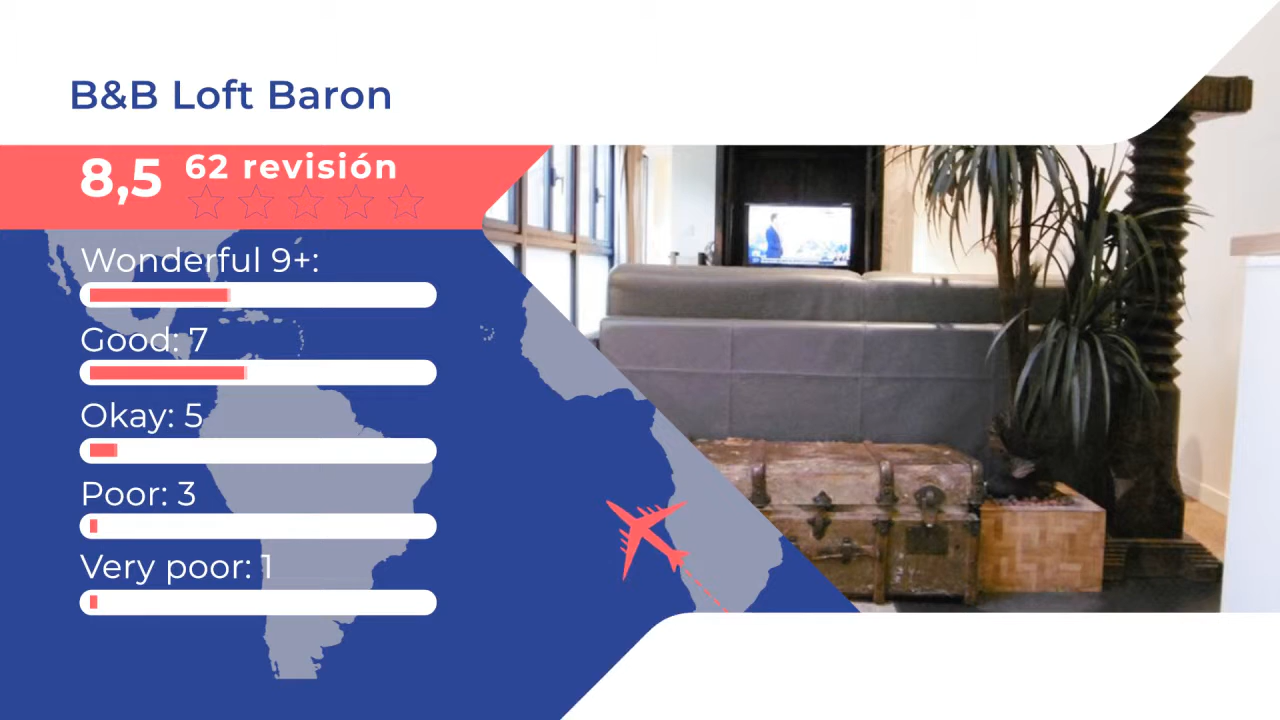 B&B Loft Baron
8,5
62 revisión
Wonderful 9+:
Good: 7
Okay: 5
Poor: 3
Very poor: 1